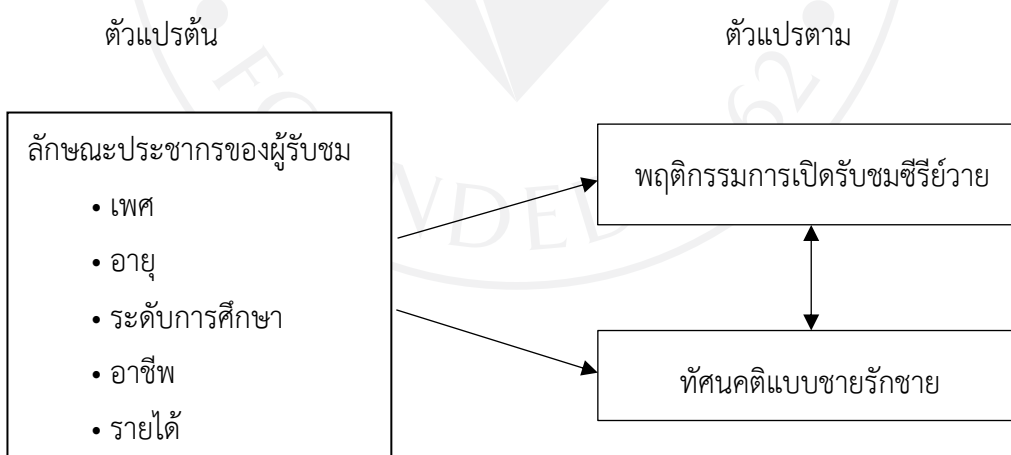 ตัวแปรต้น
ตัวแปรตาม
ลักษณะประชากรของผู้รับชม
• เพศ
• อายุ
• ระดับการศึกษา
• อาชีพ
• รายได้
พฤติกรรมการเปิดรับชมซีรีย์วาย
ทัศนคติแบบชายรักชาย